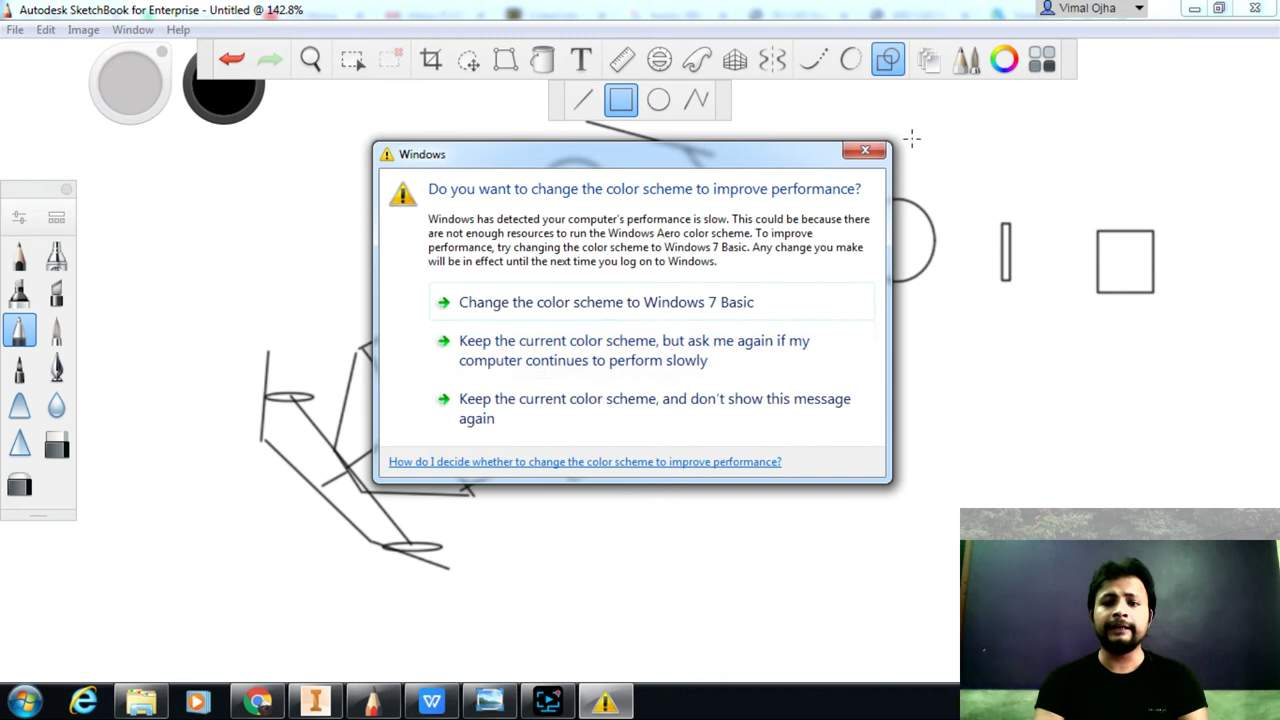 Autodesk SketchBook for Enterprise - Untitled @ 142.8%
Vimal Ojha
File Edit Image Window Help
Windows
Do you want to change the color scheme to improve performance?
Windows has detected your computer's performance is slow. This could be because there
are not enough resources to run the Windows Aero color scheme. To improve
performance, try changing the color scheme to Windows 7 Basic. Any change you make
will be in effect until the next time you log on to Windows.
Change the color scheme to Windows 7 Basic
Keep the current color scheme, but ask me again if my
computer continues to perform slowly
Keep the current color scheme, and don't show this message
again
How do I decide whether to change the color scheme to improve performance?